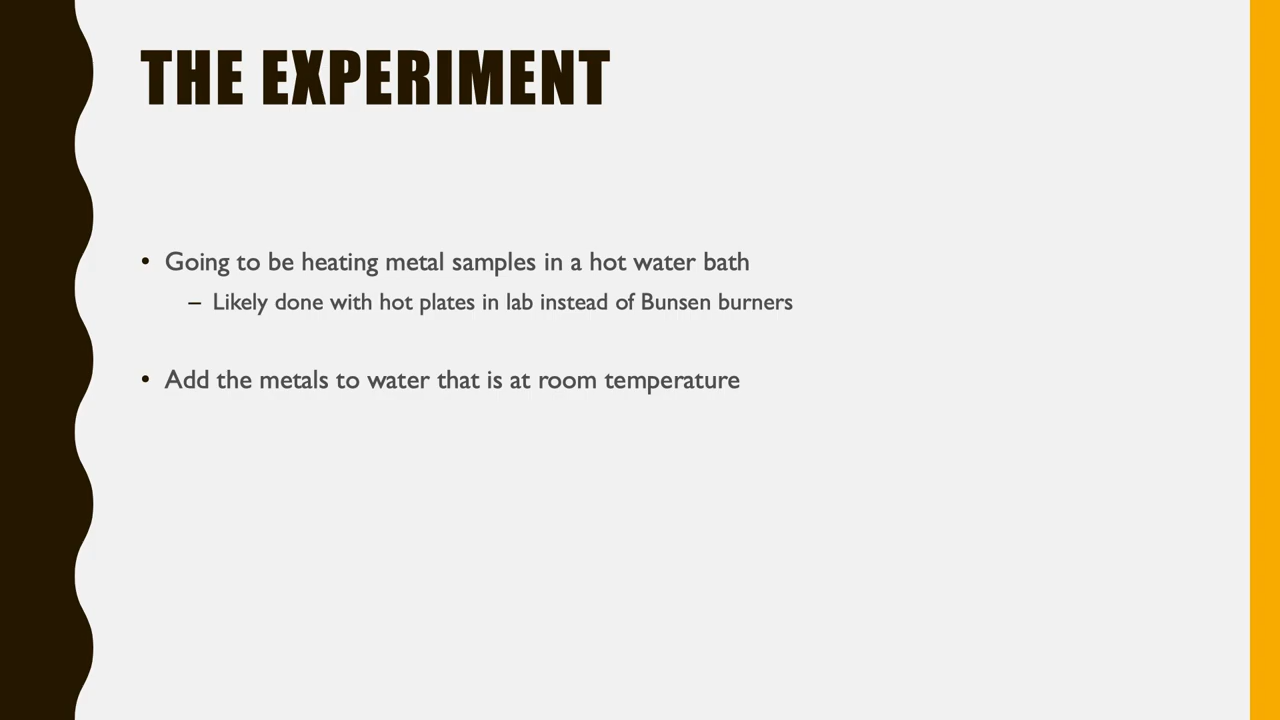 THE EXPERIMENT
• Going to be heating metal samples in a hot water bath
– Likely done with hot plates in lab instead of Bunsen burners
• Add the metals to water that is at room temperature